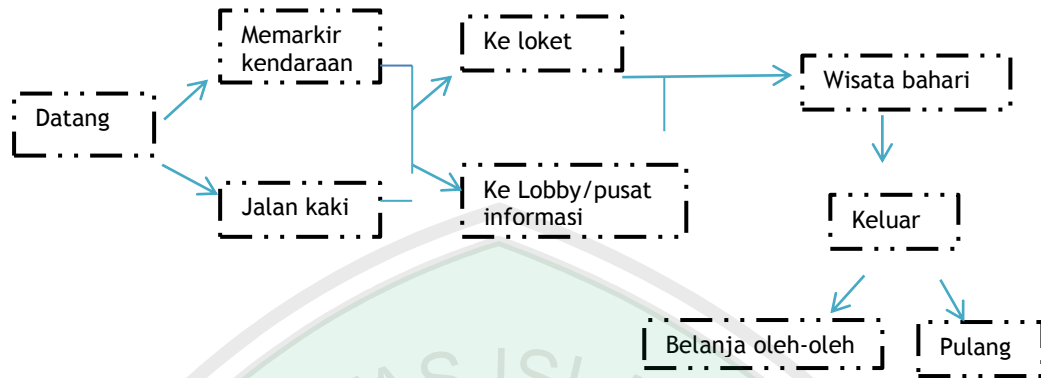 Memarkir
kendaraan
Ke loket
Wisata bahari
Datang
Jalan kaki
Ke Lobby/pusat
informasi
Keluar
Belanja oleh-oleh
Pulang